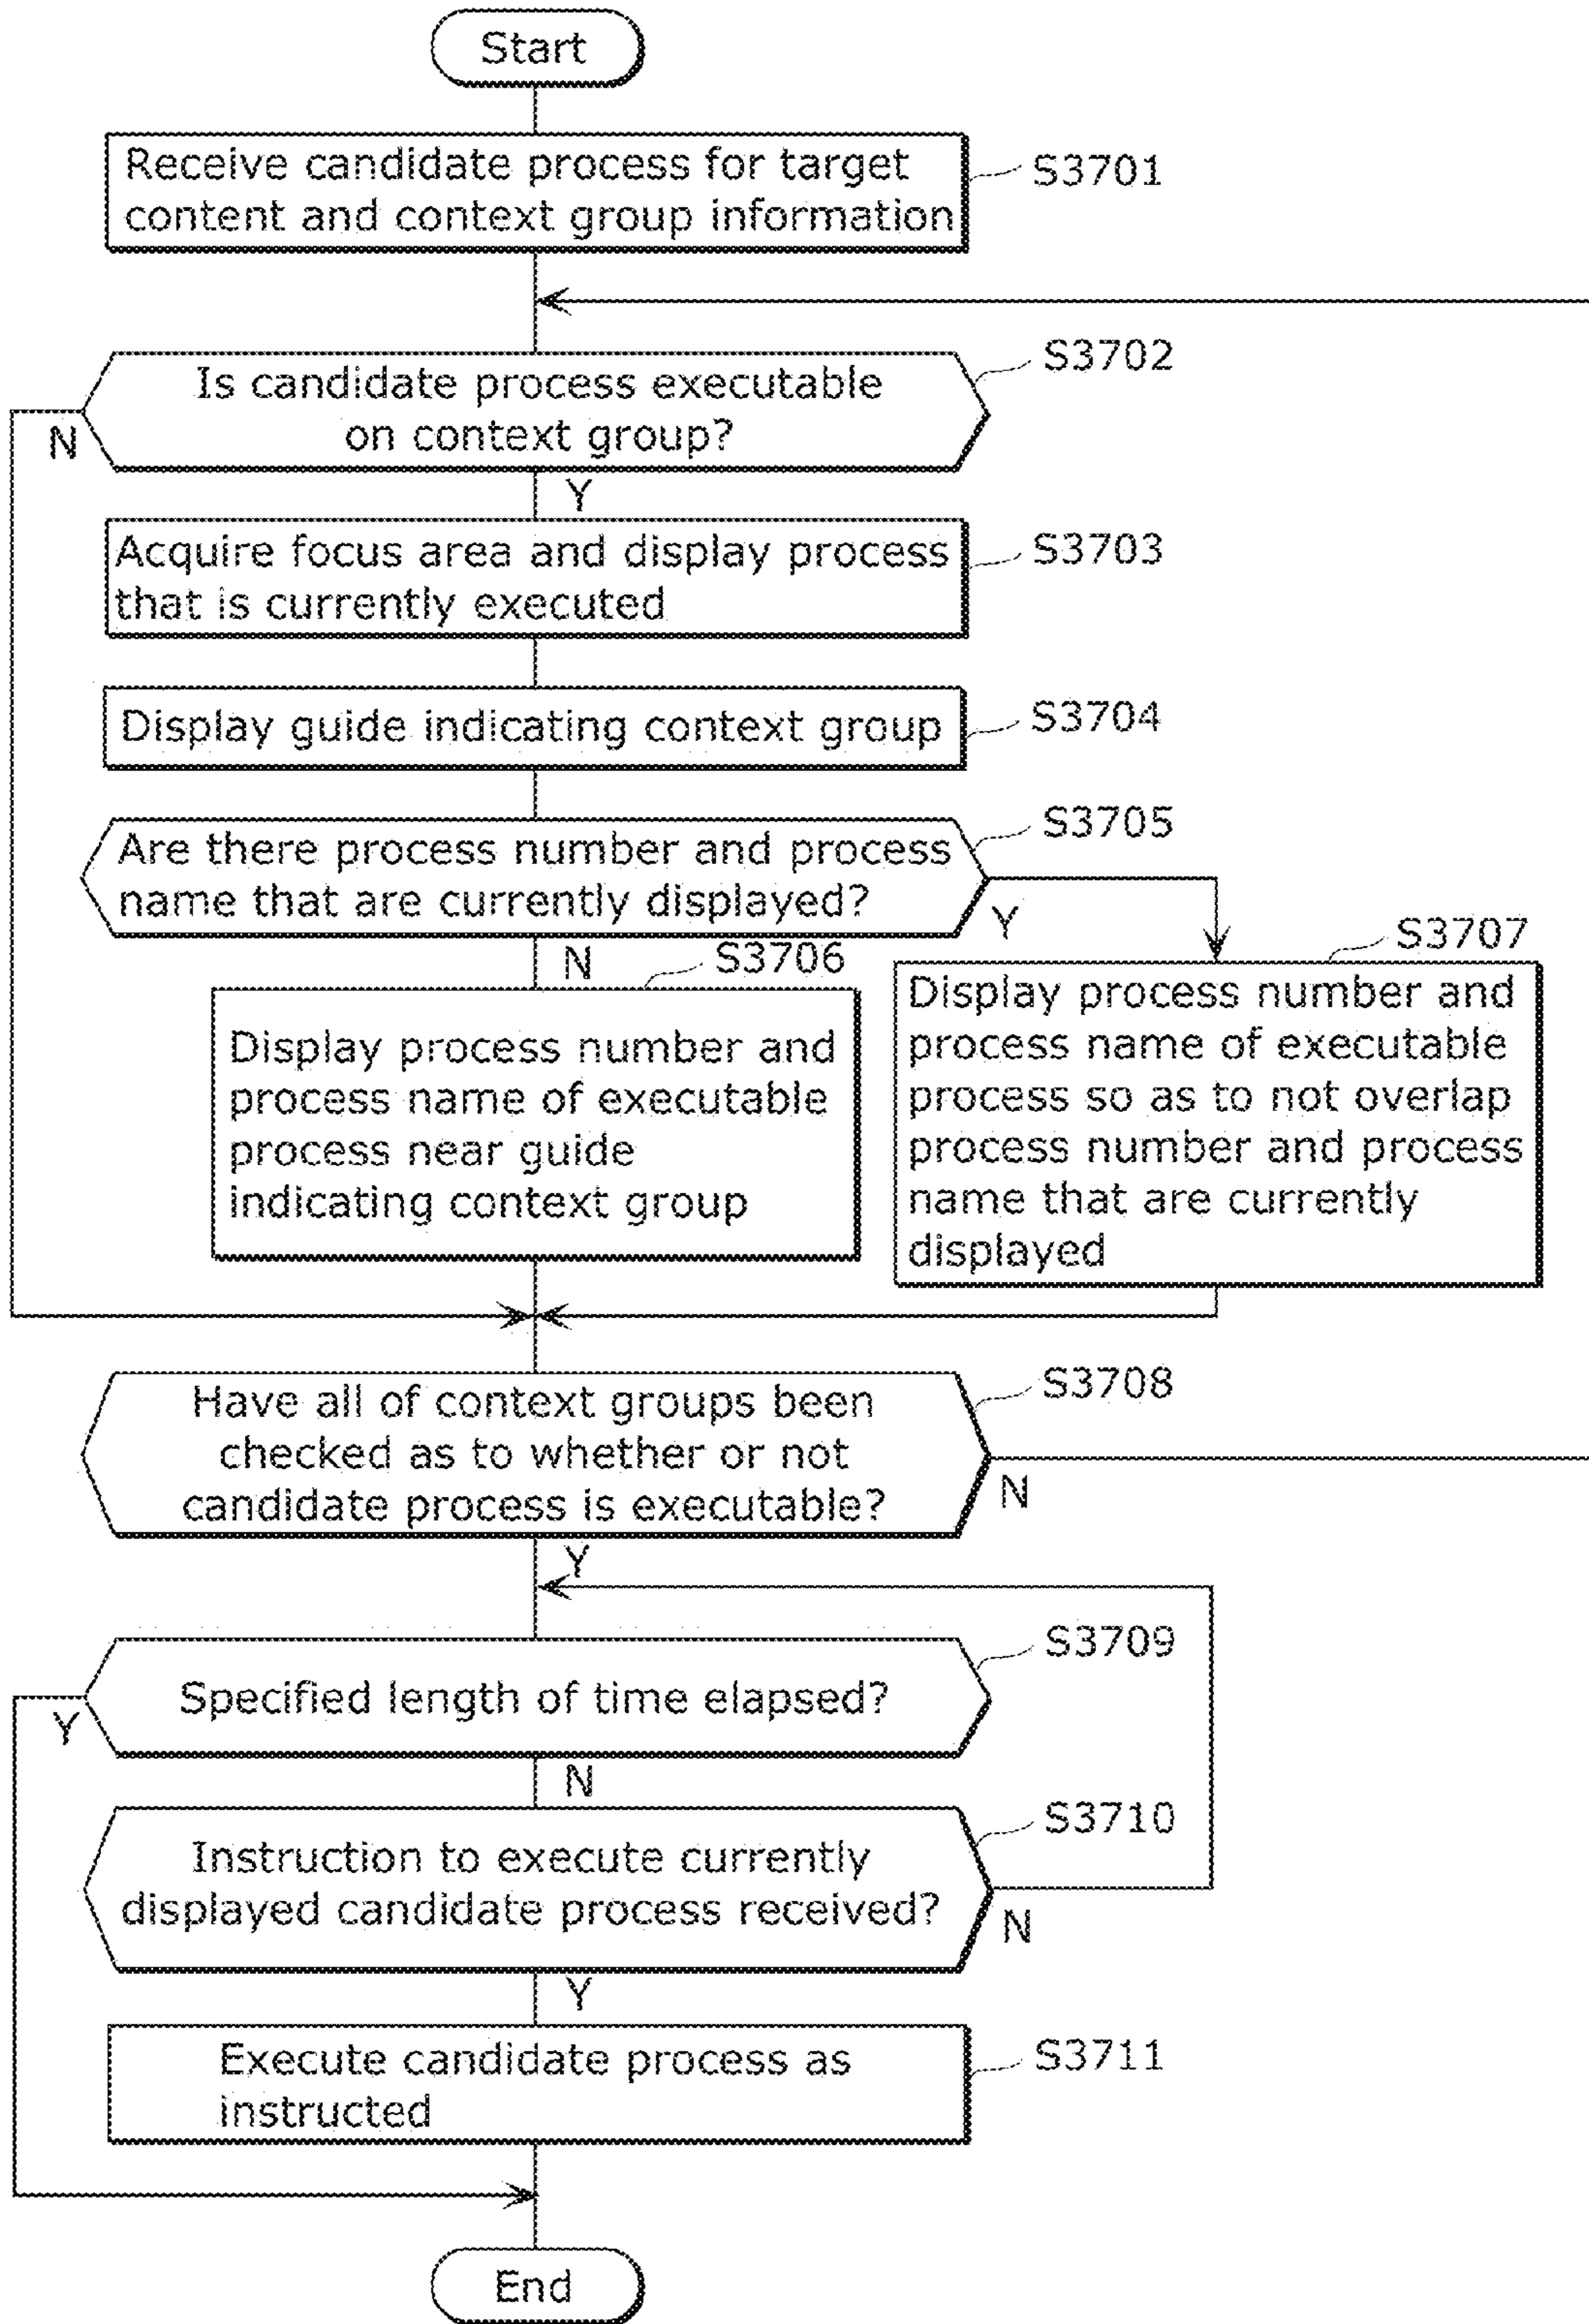 Start
Receive candidate process for target
content and context group information
S3701
S3702
Is candidate process executable
on context group?
N
Y
Acquire focus area and display process
that is currently executed
S3703
Display guide indicating context group
S3704
S3705
Are there process number and process
name that are currently displayed?
Y
N
S3706
S3707
Display process number and
process name of executable
process near guide
indicating context group
Display process number and
process name of executable
process so as to not overlap
process number and process
name that are currently
displayed
S3708
Have all of context groups been
checked as to whether or not
candidate process is executable?
N
Y
S3709
Specified length of time elapsed?
Y
N
S3710
Instruction to execute currently
displayed candidate process received?
N
Y
Execute candidate process as
instructed
S3711
End